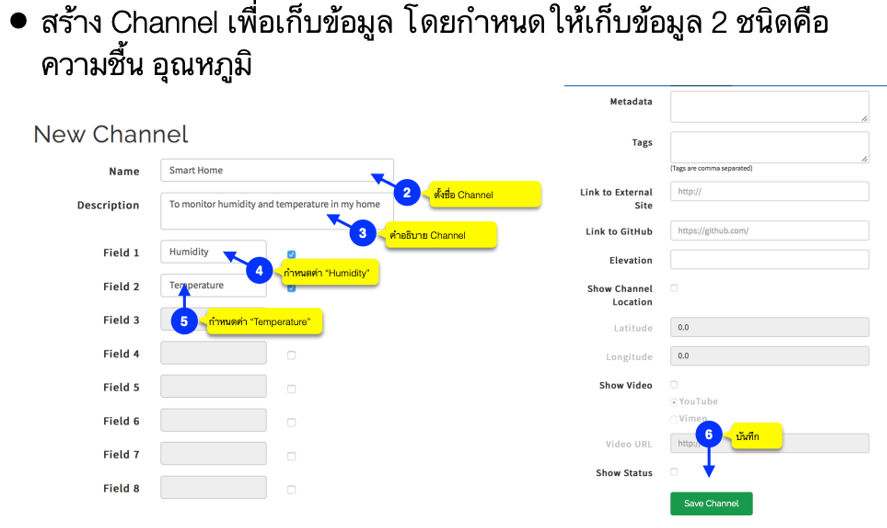 ● สร้าง Channel เพื่อเก็บข้อมูล โดยกำหนดให้เก็บข้อมูล 2 ชนิดคือ
ความชื้น อุณหภูมิ
New Channel
Name
Smart Home
2
ตั้งชื่อ Channel
Description
To monitor humidity and temperature in my home
3
คำอธิบาย Channel
Field 1
Humidity
4
กำหนดค่า "Humidity"
Field 2
Temperature
5
กำหนดค่า "Temperature"
Field 3
Field 4
Field 5
Field 6
Field 7
Field 8
Metadata
Tags
(Tags are comma separated)
Link to External
Site
http://
Link to GitHub
https://github.com/
Elevation
Show Channel
Location
Latitude
0.0
Longitude
0.0
Show Video
YouTube
Vimeo
6
บันทึก
Video URL
http:/
Show Status
Save Channel